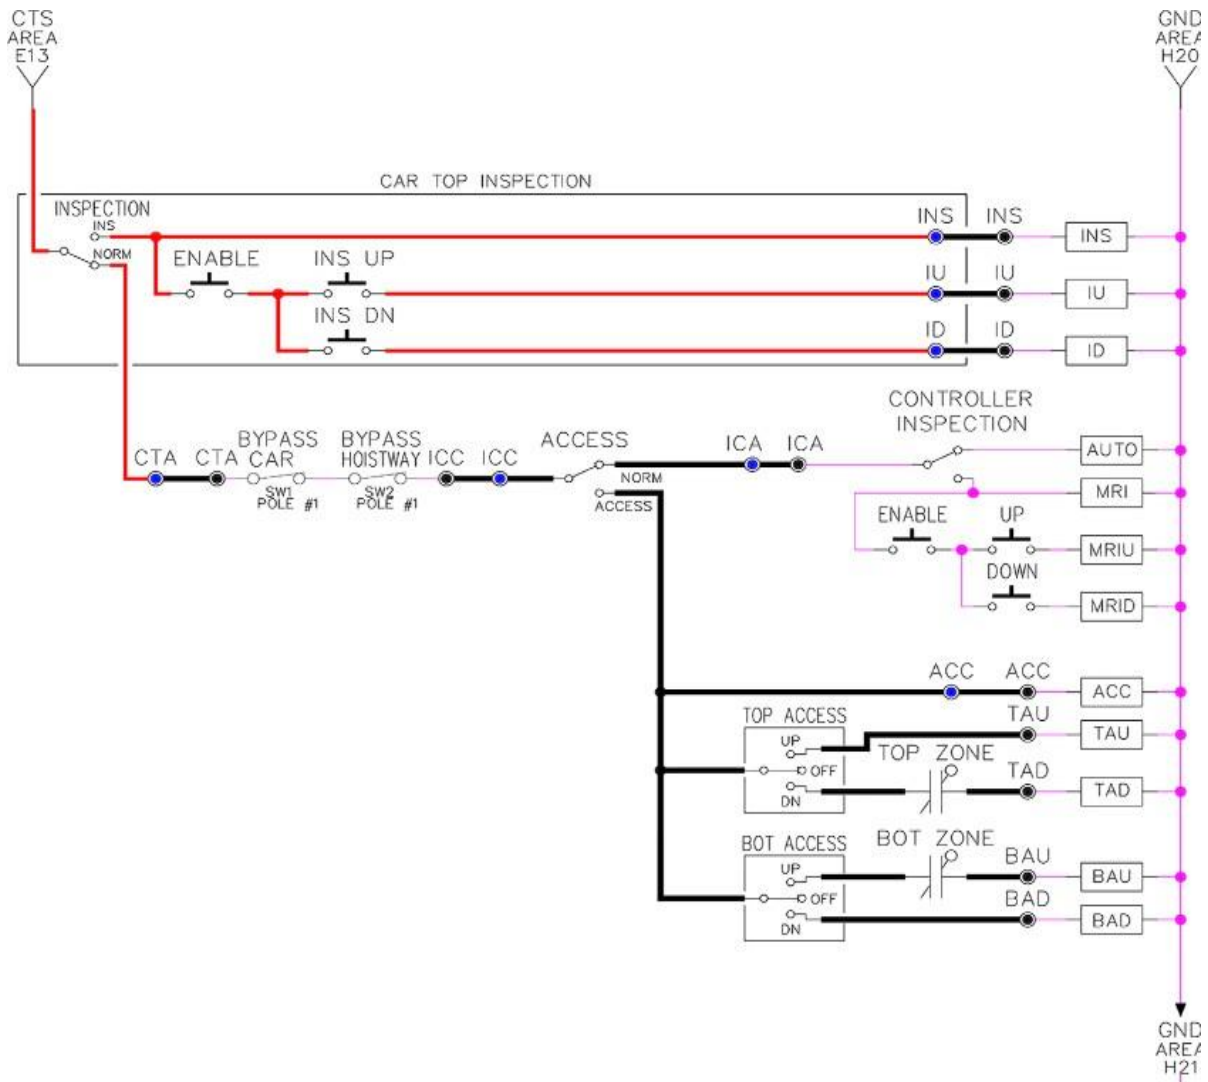 CTS
AREA
E13
GND
AREA
H20
CAR TOP INSPECTION
INSPECTION
INS
NORM
ENABLE
INS UP
INS DN
INS INS
INS
IU IU
IU
ID ID
ID
CONTROLLER
INSPECTION
CTA CTA
BYPASS
CAR
SW1
POLE #1
BYPASS
HOISTWAY
SW2
POLE #1
ICC ICC
ACCESS
NORM
ACCESS
ICA ICA
AUTO
MRI
ENABLE
UP
MRIU
DOWN
MRID
ACC ACC
ACC
TOP ACCESS
UP
OFF
DN
TAU
TAU
TOP ZONE
TAD
TAD
BOT ACCESS
UP
OFF
DN
BOT ZONE
BAU
BAU
BAD
BAD
GND
AREA
H21